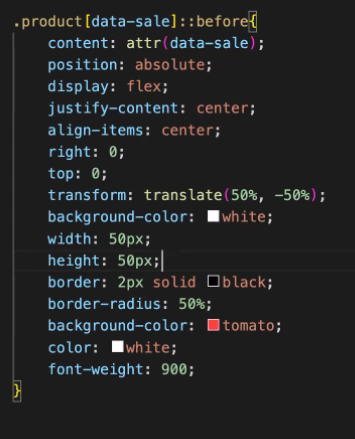 .product[data-sale]::before{
content: attr(data-sale);
position: absolute;
display: flex;
justify-content: center;
align-items: center;
right: 0;
top: 0;
transform: translate(50%, -50%);
background-color: white;
width: 50px;
height: 50px;
border: 2px solid black;
border-radius: 50%;
background-color: tomato;
color: white;
font-weight: 900;
}